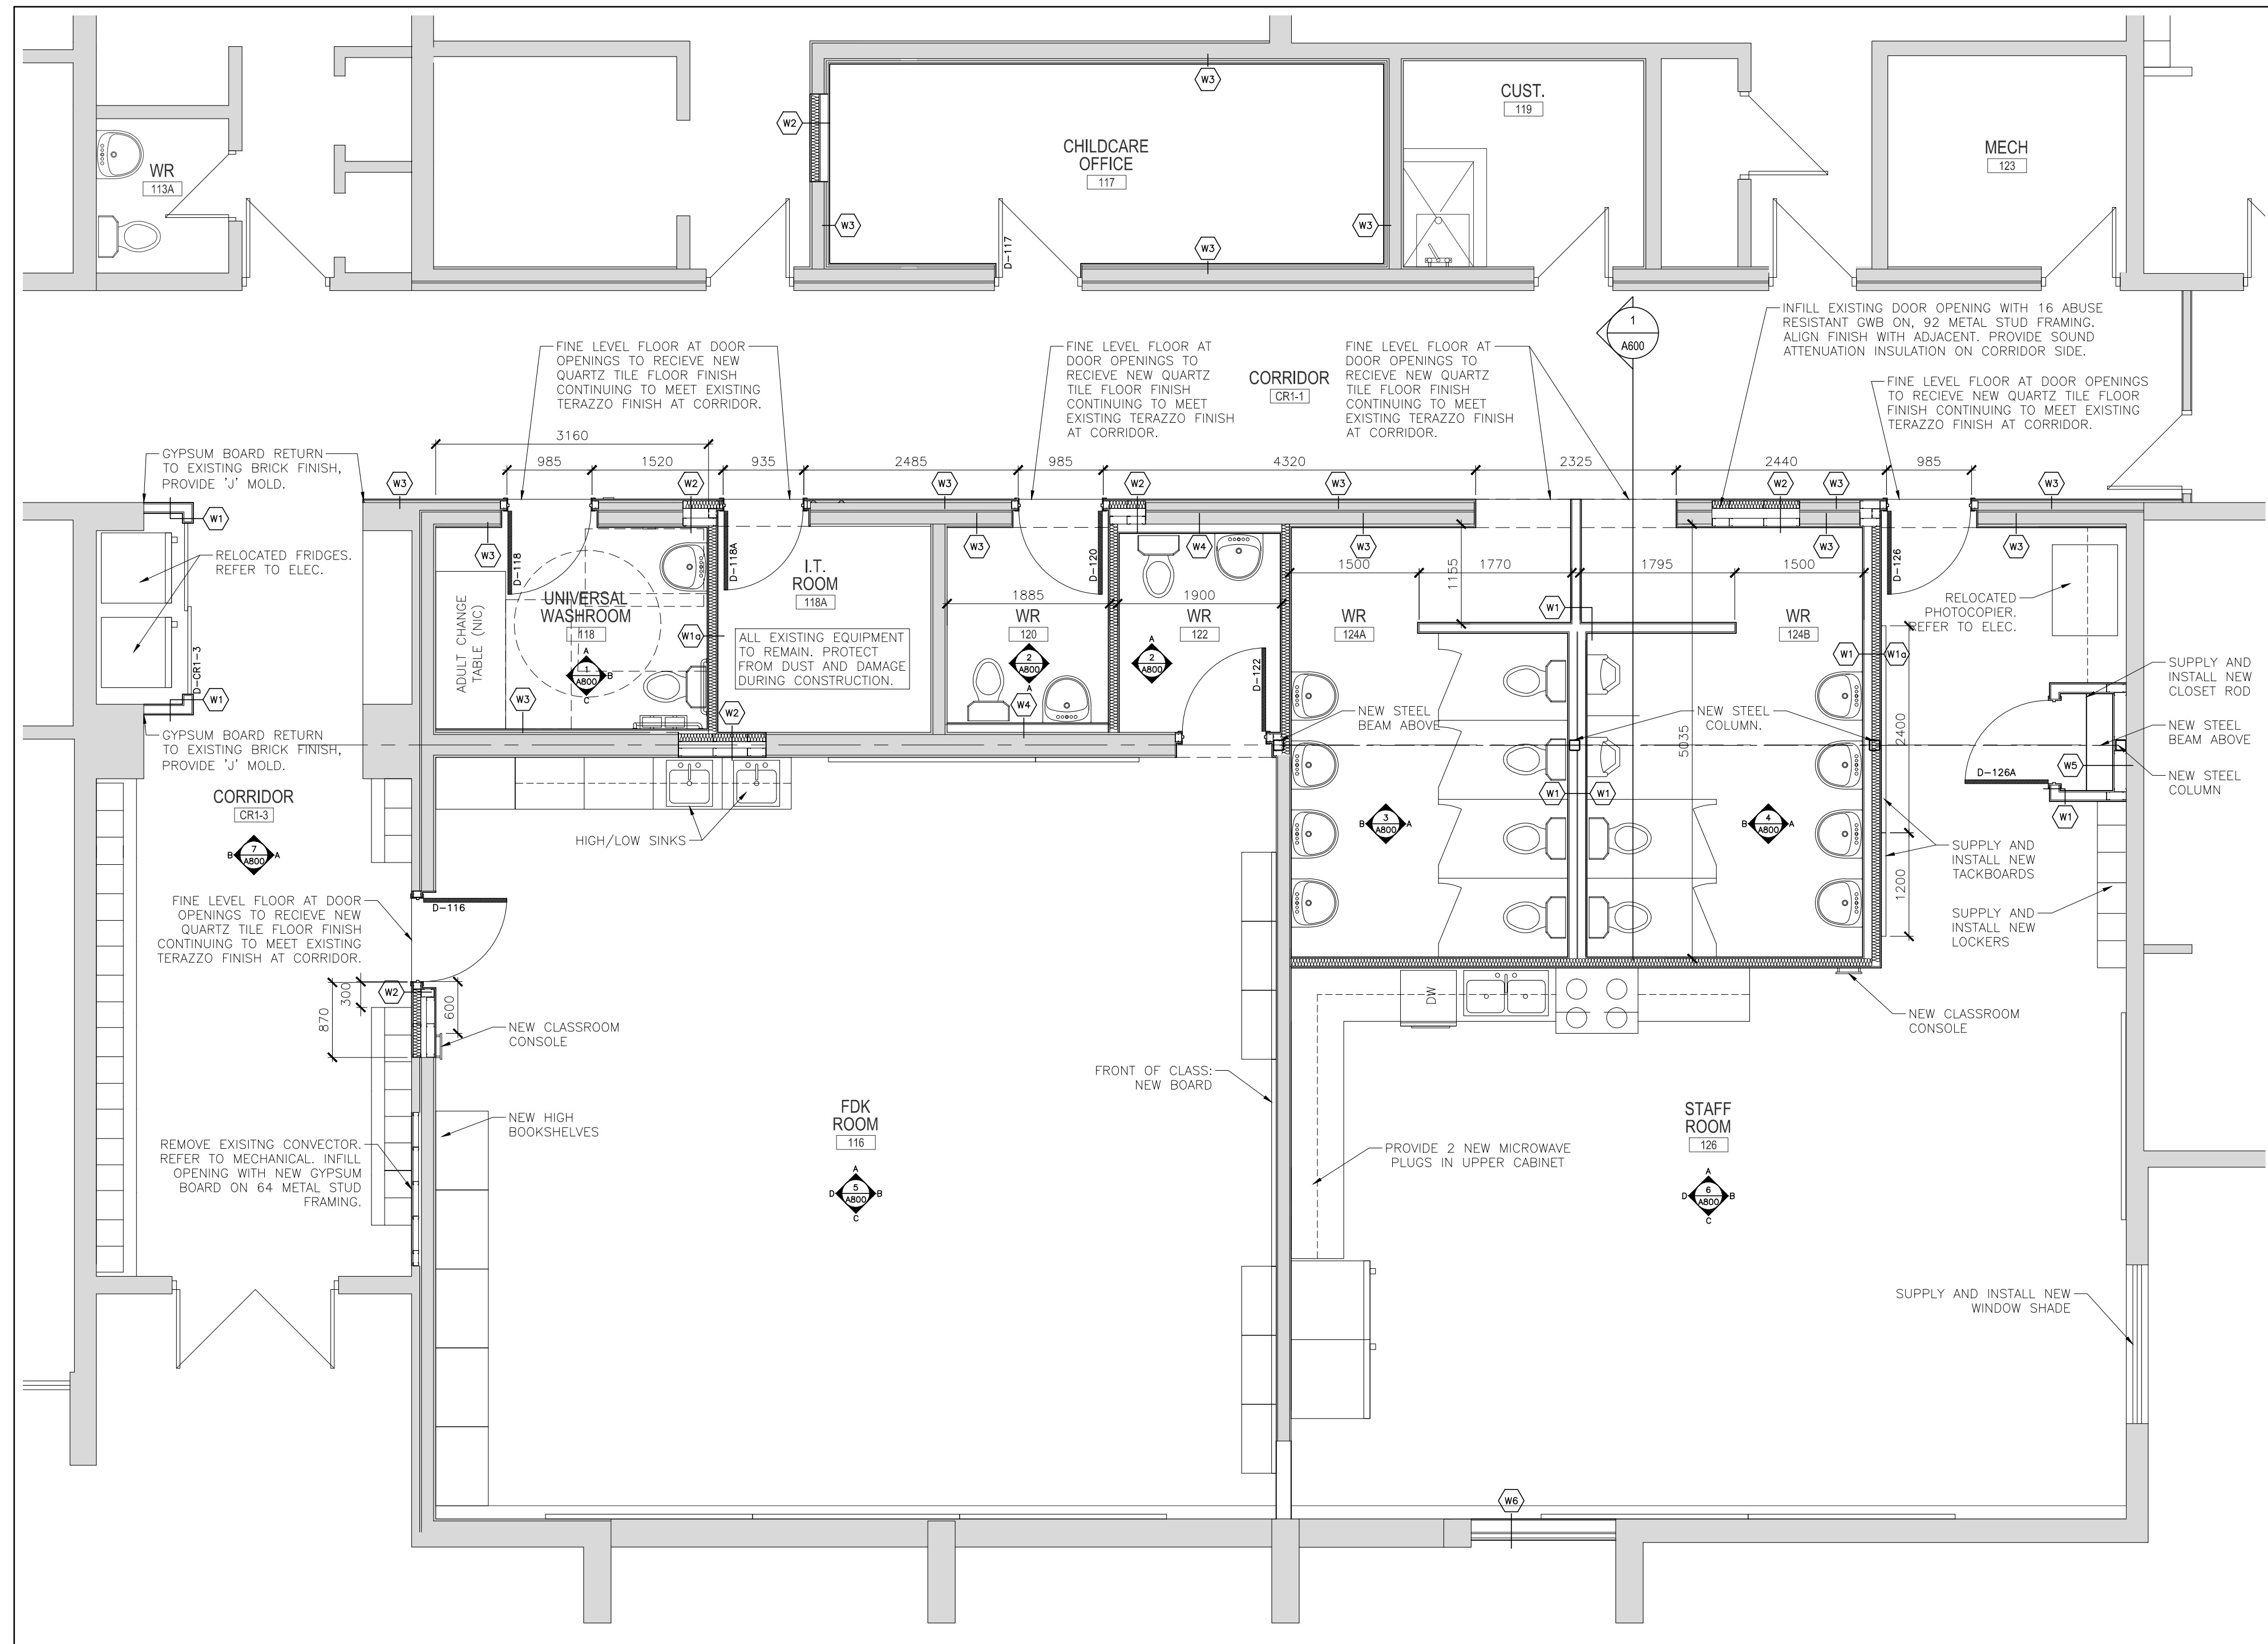 W3
W2
CHILDCARE
OFFICE
117
CUST.
119
MECH
123
WR
113A
W3
W3
W3
D-117
1
A600
INFILL EXISTING DOOR OPENING WITH 16 ABUSE
RESISTANT GWB ON, 92 METAL STUD FRAMING.
ALIGN FINISH WITH ADJACENT. PROVIDE SOUND
ATTENUATION INSULATION ON CORRIDOR SIDE.
FINE LEVEL FLOOR AT DOOR
OPENINGS TO RECIEVE NEW
QUARTZ TILE FLOOR FINISH
CONTINUING TO MEET EXISTING
TERAZZO FINISH AT CORRIDOR.
FINE LEVEL FLOOR AT
DOOR OPENINGS TO
RECIEVE NEW QUARTZ
TILE FLOOR FINISH
CONTINUING TO MEET
EXISTING TERAZZO FINISH
AT CORRIDOR.
CORRIDOR
CR1-1
FINE LEVEL FLOOR AT
DOOR OPENINGS TO
RECIEVE NEW QUARTZ
TILE FLOOR FINISH
CONTINUING TO MEET
EXISTING TERAZZO FINISH
AT CORRIDOR.
FINE LEVEL FLOOR AT DOOR OPENINGS
TO RECIEVE NEW QUARTZ TILE FLOOR
FINISH CONTINUING TO MEET EXISTING
TERAZZO FINISH AT CORRIDOR.
3160
985
1520
935
2485
985
4320
2325
2440
985
GYPSUM BOARD RETURN
TO EXISTING BRICK FINISH,
PROVIDE 'J' MOLD.
W3
W2
W3
W2
W3
W2
W3
W3
W1
W3
W3
W4
W3
W3
W3
RELOCATED FRIDGES.
REFER TO ELEC.
D-CR1-3
W1
GYPSUM BOARD RETURN
TO EXISTING BRICK FINISH,
PROVIDE 'J' MOLD.
D-118
D-118A
D-120
D-126
ADULT CHANGE
TABLE (NIC)
UNIVERSAL
WASHROOM
118
A
1
A800
B
C
W3
W1a
I.T.
ROOM
118A
ALL EXISTING EQUIPMENT
TO REMAIN. PROTECT
FROM DUST AND DAMAGE
DURING CONSTRUCTION.
W2
1885
WR
120
2
A800
A
W4
1900
WR
122
A
2
A800
D-122
1500
1155
1770
1795
1500
WR
124A
W1
WR
124B
5035
W1
W1a
RELOCATED
PHOTOCOPIER.
REFER TO ELEC.
SUPPLY AND
INSTALL NEW
CLOSET ROD
NEW STEEL
BEAM ABOVE
NEW STEEL
COLUMN.
2400
NEW STEEL
BEAM ABOVE
W5
NEW STEEL
COLUMN
D-126A
W1
W1
W1
B
3
A800
A
B
4
A800
A
1200
SUPPLY AND
INSTALL NEW
TACKBOARDS
SUPPLY AND
INSTALL NEW
LOCKERS
CORRIDOR
CR1-3
B
7
A800
A
HIGH/LOW SINKS
D-116
FINE LEVEL FLOOR AT DOOR
OPENINGS TO RECIEVE NEW
QUARTZ TILE FLOOR FINISH
CONTINUING TO MEET EXISTING
TERAZZO FINISH AT CORRIDOR.
870
300
W2
600
NEW CLASSROOM
CONSOLE
DW
NEW CLASSROOM
CONSOLE
FRONT OF CLASS:
NEW BOARD
NEW HIGH
BOOKSHELVES
FDK
ROOM
116
A
D
5
A800
B
C
STAFF
ROOM
126
A
D
6
A800
B
C
REMOVE EXISITNG CONVECTOR.
REFER TO MECHANICAL. INFILL
OPENING WITH NEW GYPSUM
BOARD ON 64 METAL STUD
FRAMING.
PROVIDE 2 NEW MICROWAVE
PLUGS IN UPPER CABINET
SUPPLY AND INSTALL NEW
WINDOW SHADE
W6